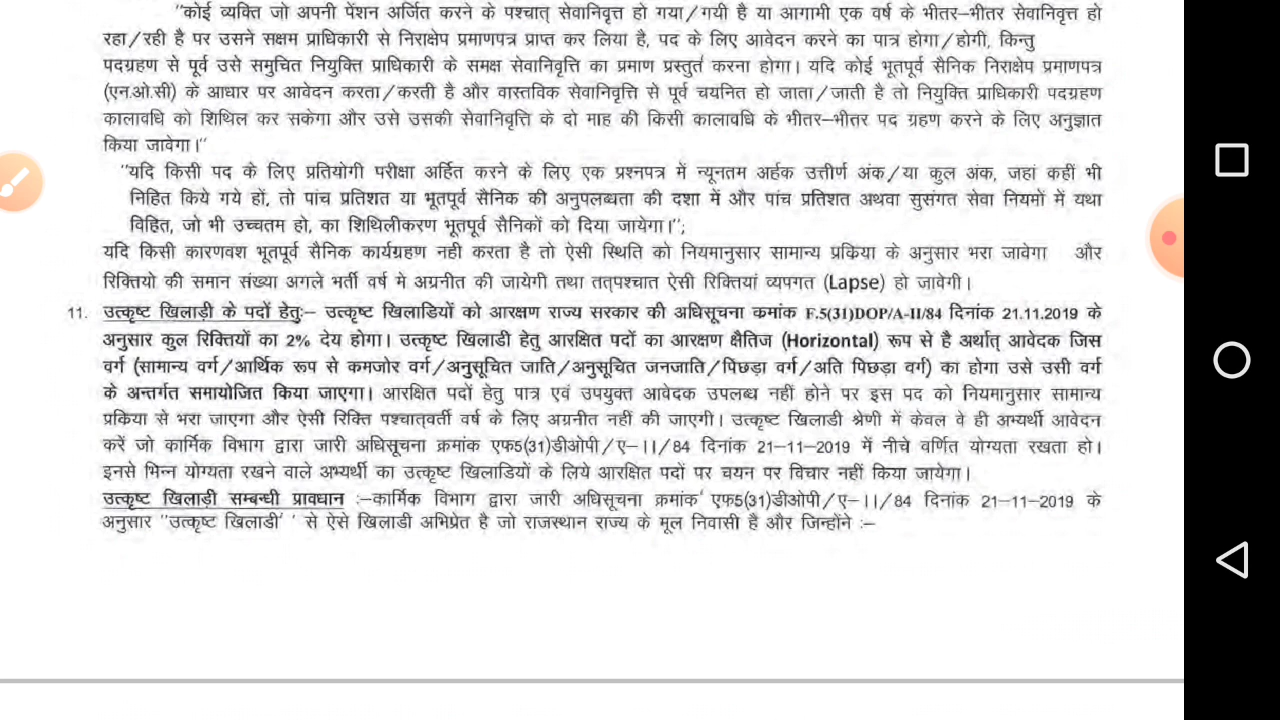 "कोई व्यक्ति जो अपनी पेंशन अर्जित करने के पश्चात् सेवानिवृत्त हो गया/गयी है या आगामी एक वर्ष के भीतर–भीतर सेवानिवृत्त हो
रहा/रही है पर उसने सक्षम प्राधिकारी से निराक्षेप प्रमाणपत्र प्राप्त कर लिया है, पद के लिए आवेदन करने का पात्र होगा/होगी, किन्तु
पदग्रहण से पूर्व उसे समुचित नियुक्ति प्राधिकारी के समक्ष सेवानिवृत्ति का प्रमाण प्रस्तुत करना होगा। यदि कोई भूतपूर्व सैनिक निराक्षेप प्रमाणपत्र
(एन.ओ.सी) के आधार पर आवेदन करता/करती है और वास्तविक सेवानिवृत्ति से पूर्व चयनित हो जाता/जाती है तो नियुक्ति प्राधिकारी पदग्रहण
कालावधि को शिथिल कर सकेगा और उसे उसकी सेवानिवृत्ति के दो माह की किसी कालावधि के भीतर–भीतर पद ग्रहण करने के लिए अनुज्ञात
किया जावेगा।"
"यदि किसी पद के लिए प्रतियोगी परीक्षा अर्हित करने के लिए एक प्रश्नपत्र में न्यूनतम अर्हक उत्तीर्ण अंक/या कुल अंक, जहां कहीं भी
निहित किये गये हों, तो पांच प्रतिशत या भूतपूर्व सैनिक की अनुपलब्धता की दशा में और पांच प्रतिशत अथवा सुसंगत सेवा नियमों में यथा
विहित, जो भी उच्चतम हो, का शिथिलीकरण भूतपूर्व सैनिकों को दिया जायेगा।";
यदि किसी कारणवश भूतपूर्व सैनिक कार्यग्रहण नही करता है तो ऐसी स्थिति को नियमानुसार सामान्य प्रकिया के अनुसार भरा जावेगा और
रिक्तियो की समान संख्या अगले भर्ती वर्ष मे अग्रनीत की जायेगी तथा तत्पश्चात ऐसी रिक्तियां व्यपगत (Lapse) हो जावेगी।
11. उत्कृष्ट खिलाड़ी के पदों हेतुः– उत्कृष्ट खिलाडियों को आरक्षण राज्य सरकार की अधिसूचना कमांक F.5(31)DOP/A-II/84 दिनांक 21.11.2019 के
अनुसार कुल रिक्तियों का 2% देय होगा। उत्कृष्ट खिलाडी हेतु आरक्षित पदों का आरक्षण क्षैतिज (Horizontal) रूप से है अर्थात् आवेदक जिस
वर्ग (सामान्य वर्ग/आर्थिक रूप से कमजोर वर्ग/अनुसूचित जाति/अनुसूचित जनजाति/पिछड़ा वर्ग/अति पिछड़ा वर्ग) का होगा उसे उसी वर्ग
के अन्तर्गत समायोजित किया जाएगा। आरक्षित पदों हेतु पात्र एवं उपयुक्त आवेदक उपलब्ध नहीं होने पर इस पद को नियमानुसार सामान्य
प्रकिया से भरा जाएगा और ऐसी रिक्ति पश्चात्वर्ती वर्ष के लिए अग्रनीत नहीं की जाएगी। उत्कृष्ट खिलाडी श्रेणी में केवल वे ही अभ्यर्थी आवेदन
करें जो कार्मिक विभाग द्वारा जारी अधिसूचना क्रमांक एफ5(31)डीओपी/ए–।।/84 दिनांक 21–11–2019 में नीचे वर्णित योग्यता रखता हो।
इनसे भिन्न योग्यता रखने वाले अभ्यर्थी का उत्कृष्ट खिलाडियों के लिये आरक्षित पदों पर चयन पर विचार नहीं किया जायेगा।
उत्कृष्ट खिलाड़ी सम्बन्धी प्रावधान :–कार्मिक विभाग द्वारा जारी अधिसूचना क्रमांक' एफ5(31)डीओपी/ए–।।/84 दिनांक 21–11–2019 के
अनुसार "उत्कृष्ट खिलाडी' ' से ऐसे खिलाडी अभिप्रेत है जो राजस्थान राज्य के मूल निवासी है और जिन्होंने :–